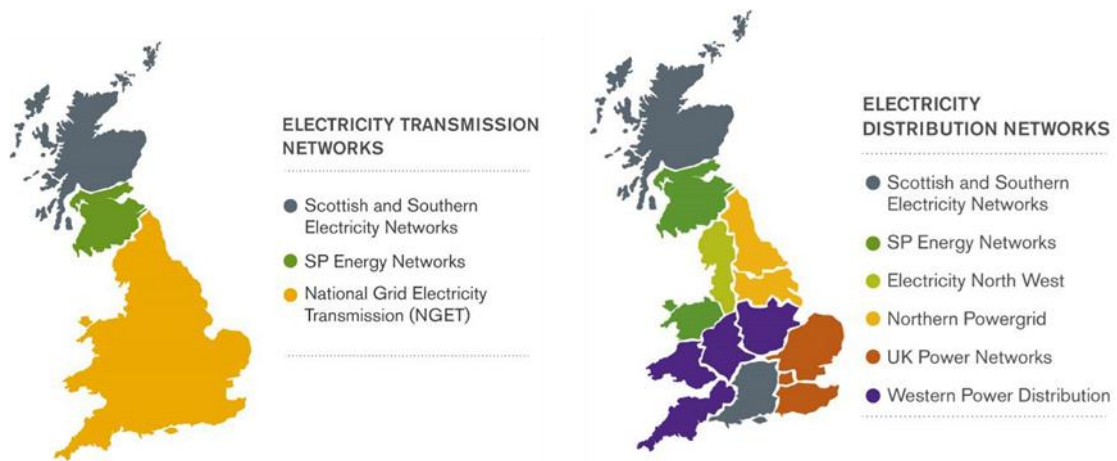 ELECTRICITY TRANSMISSION
NETWORKS
Scottish and Southern
Electricity Networks
SP Energy Networks
National Grid Electricity
Transmission (NGET)
ELECTRICITY
DISTRIBUTION NETWORKS
Scottish and Southern
Electricity Networks
SP Energy Networks
Electricity North West
Northern Powergrid
UK Power Networks
Western Power Distribution